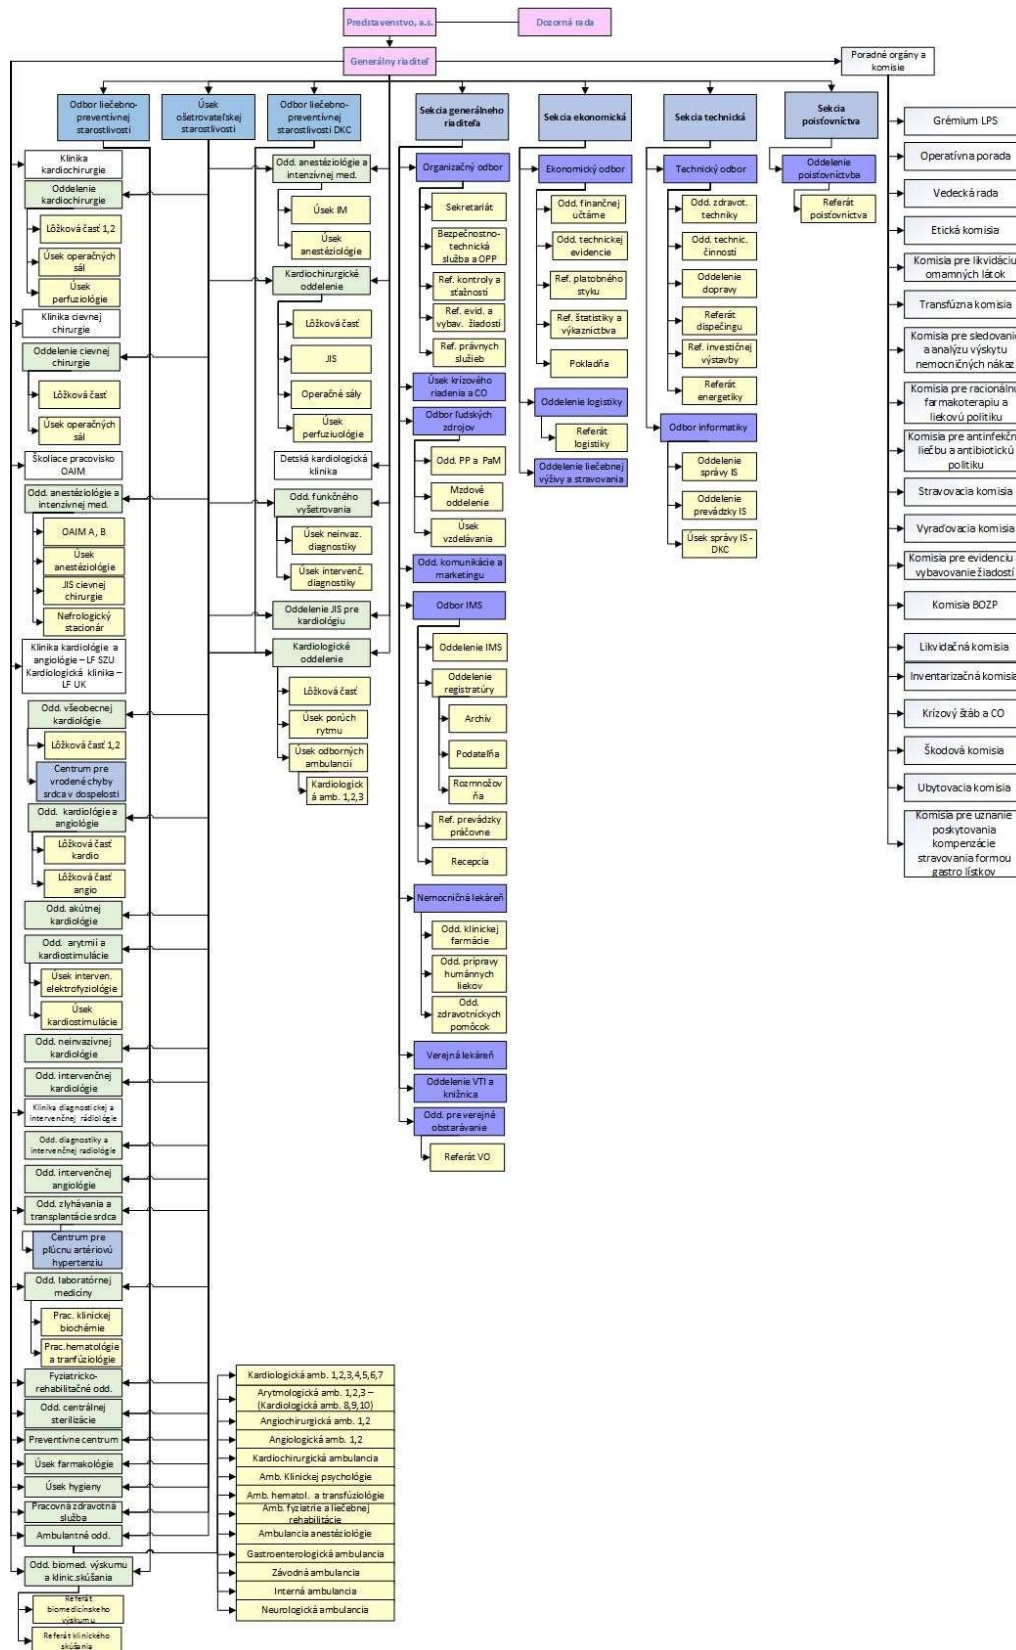 Predstavenstvo, a.s.
Dozorná rada
Generálny riaditeľ
Poradné orgány a
komisie
Odbor liečebno-
preventívnej
starostlivosti
Úsek
ošetrovateľskej
starostlivosti
Odbor liečebno-
preventívnej
starostlivosti DKC
Sekcia generálneho
riaditeľa
Sekcia ekonomická
Sekcia technická
Sekcia
poisťovníctva
Klinika
kardiochirurgie
Oddelenie
kardiochirurgie
Lôžková časť 1,2
Úsek operačných
sál
Úsek
perfuziológie
Klinika cievnej
chirurgie
Oddelenie cievnej
chirurgie
Lôžková časť
Úsek operačných
sál
Školiace pracovisko
OAIM
Odd. anestéziológie a
intenzívnej med.
OAIM A, B
Úsek
anestéziológie
JIS cievnej
chirurgie
Nefrologický
stacionár
Klinika kardiológie a
angiológie – LF SZU
Kardiologická klinika –
LF UK
Odd. všeobecnej
kardiológie
Lôžková časť 1,2
Centrum pre
vrodené chyby
srdca v dospelosti
Odd. kardiológie a
angiológie
Lôžková časť
kardio
Lôžková časť
angio
Odd. akútnej
kardiológie
Odd. arytmií a
kardiostimulácie
Úsek interven.
elektrofyziológie
Úsek
kardiostimulácie
Odd. neinvazívnej
kardiológie
Odd. intervenčnej
kardiológie
Klinika diagnostickej a
intervenčnej rádiológie
Odd. diagnostiky a
intervenčnej radiológie
Odd. intervenčnej
angiológie
Odd. zlyhávania a
transplantácie srdca
Centrum pre
pľúcnu artériovú
hypertenziu
Odd. laboratórnej
medicíny
Prac. klinickej
biochémie
Prac.hematológie
a tranfúziológie
Fyziatricko-
rehabilitačné odd.
Odd. centrálnej
sterilizácie
Preventívne centrum
Úsek farmakológie
Úsek hygieny
Pracovná zdravotná
služba
Ambulantné odd.
Odd. biomed. výskumu
a klinic.skúšania
Referát
biomedicínskeho
výskumu
Referát klinického
skúšania
Kardiologická amb. 1,2,3,4,5,6,7
Arytmologická amb. 1,2,3 –
(Kardiologická amb. 8,9,10)
Angiochirurgická amb. 1,2
Angiologická amb. 1,2
Kardiochirurgická ambulancia
Amb. Klinickej psychológie
Amb. hematol. a transfúziológie
Amb. fyziatrie a liečebnej
rehabilitácie
Ambulancia anestéziológie
Gastroenterologická ambulancia
Závodná ambulancia
Interná ambulancia
Neurologická ambulancia
Odd. anestéziológie a
intenzívnej med.
Úsek IM
Úsek
anestéziológie
Kardiochirurgické
oddelenie
Lôžková časť
JIS
Operačné sály
Úsek
perfuziuológie
Detská kardiologická
klinika
Odd. funkčného
vyšetrovania
Úsek neinvaz.
diagnostiky
Úsek intervenč.
diagnostiky
Oddelenie JIS pre
kardiológiu
Kardiologické
oddelenie
Lôžková časť
Úsek porúch
rytmu
Úsek odborných
ambulancií
Kardiologick
á amb. 1,2,3
Organizačný odbor
Sekretariát
Bezpečnostno-
technická
služba a OPP
Ref. kontroly a
sťažností
Ref. evid. a
vybav. žiadostí
Ref. právnych
služieb
Úsek krízového
riadenia a CO
Odbor ľudských
zdrojov
Odd. PP a PaM
Mzdové
oddelenie
Úsek
vzdelávania
Odd. komunikácie a
marketingu
Odbor IMS
Oddelenie IMS
Oddelenie
registratúry
Archív
Podateľňa
Rozmnožov
ňa
Ref. prevádzky
práčovne
Recepcia
Nemocničná lekáreň
Odd. klinickej
farmácie
Odd. prípravy
humánnych
liekov
Odd.
zdravotníckych
pomôcok
Verejná lekáreň
Oddelenie VTI a
knižnica
Odd. pre verejné
obstarávanie
Referát VO
Ekonomický odbor
Odd. finančnej
učtárne
Odd. technickej
evidencie
Ref. platobného
styku
Ref. štatistiky a
výkazníctbva
Pokladňa
Oddelenie logistiky
Referát
logistiky
Oddelenie liečebnej
výživy a stravovania
Technický odbor
Odd. zdravot.
techniky
Odd. technic.
činností
Oddelenie
dopravy
Referát
dispečingu
Ref. investičnej
výstavby
Referát
energetiky
Odbor informatiky
Oddelenie
správy IS
Oddelenie
prevádzky IS
Úsek správy IS -
DKC
Oddelenie
poisťovníctvba
Referát
poisťovníctva
Grémium LPS
Operatívna porada
Vedecká rada
Etická komisia
Komisia pre likvidáciu
omamných látok
Transfúzna komisia
Komisia pre sledovanie
a analýzu výskytu
nemocničných nákaz
Komisia pre racionálnu
farmakoterapiu a
liekovú politiku
Komisia pre antinfekčnú
liečbu a antibiotickú
politiku
Stravovacia komisia
Vyraďovacia komisia
Komisia pre evidenciu
vybavovanie žiadostí
Komisia BOZP
Likvidačná komisia
Inventarizačná komisia
Krízový štáb a CO
Škodová komisia
Ubytovacia komisia
Komisia pre uznanie
poskytovania
kompenzácie
stravovania formou
gastro lístkov